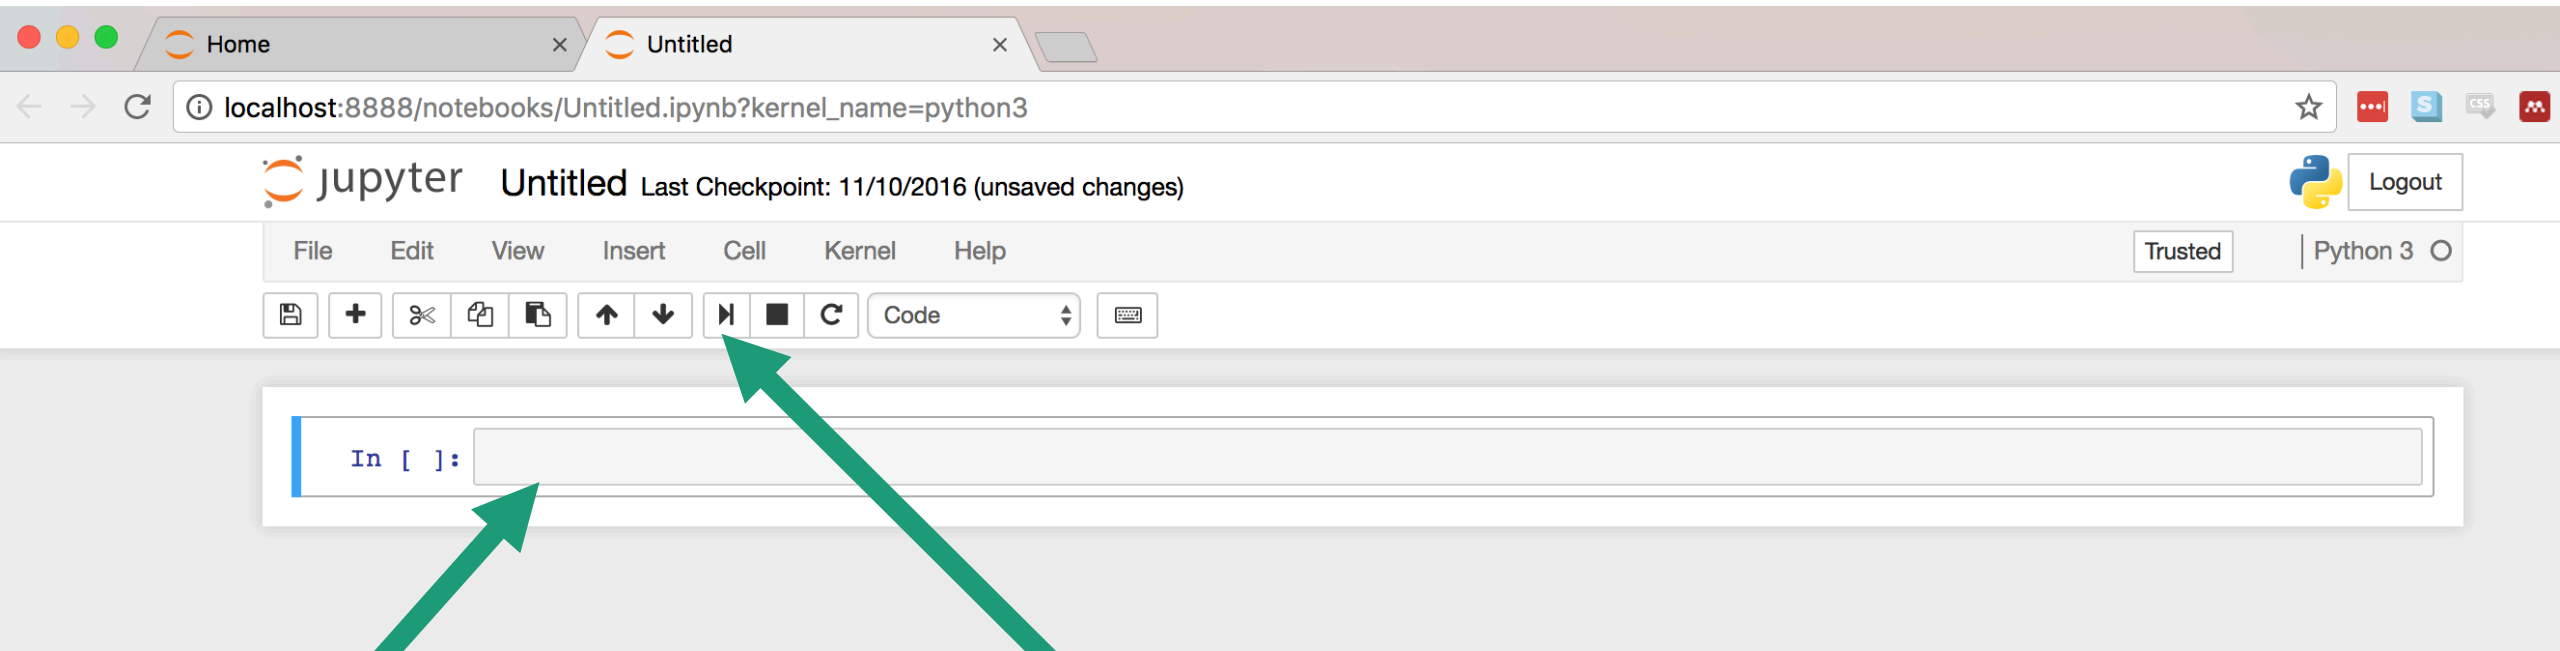 Home Untitled
localhost:8888/notebooks/Untitled.ipynb?kernel_name=python3
S CSS
jupyter Untitled Last Checkpoint: 11/10/2016 (unsaved changes) Logout
File Edit View Insert Cell Kernel Help Trusted Python 3
Code
In [ ]: